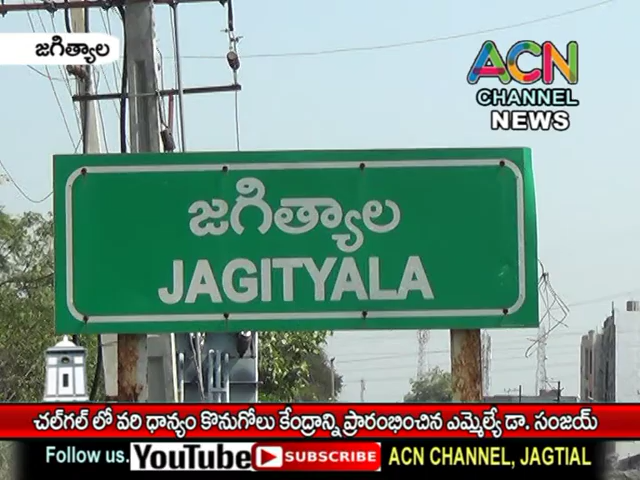 జగిత్యాల
ACN
CHANNEL
NEWS
జగిత్యాల
JAGITYALA
చల్‌గల్ లో వరి ధాన్యం కొనుగోలు కేంద్రాన్ని ప్రారంభించిన ఎమ్మెల్యే డా. సంజయ్
Follow us. YouTube SUBSCRIBE ACN CHANNEL, JAGTIAL